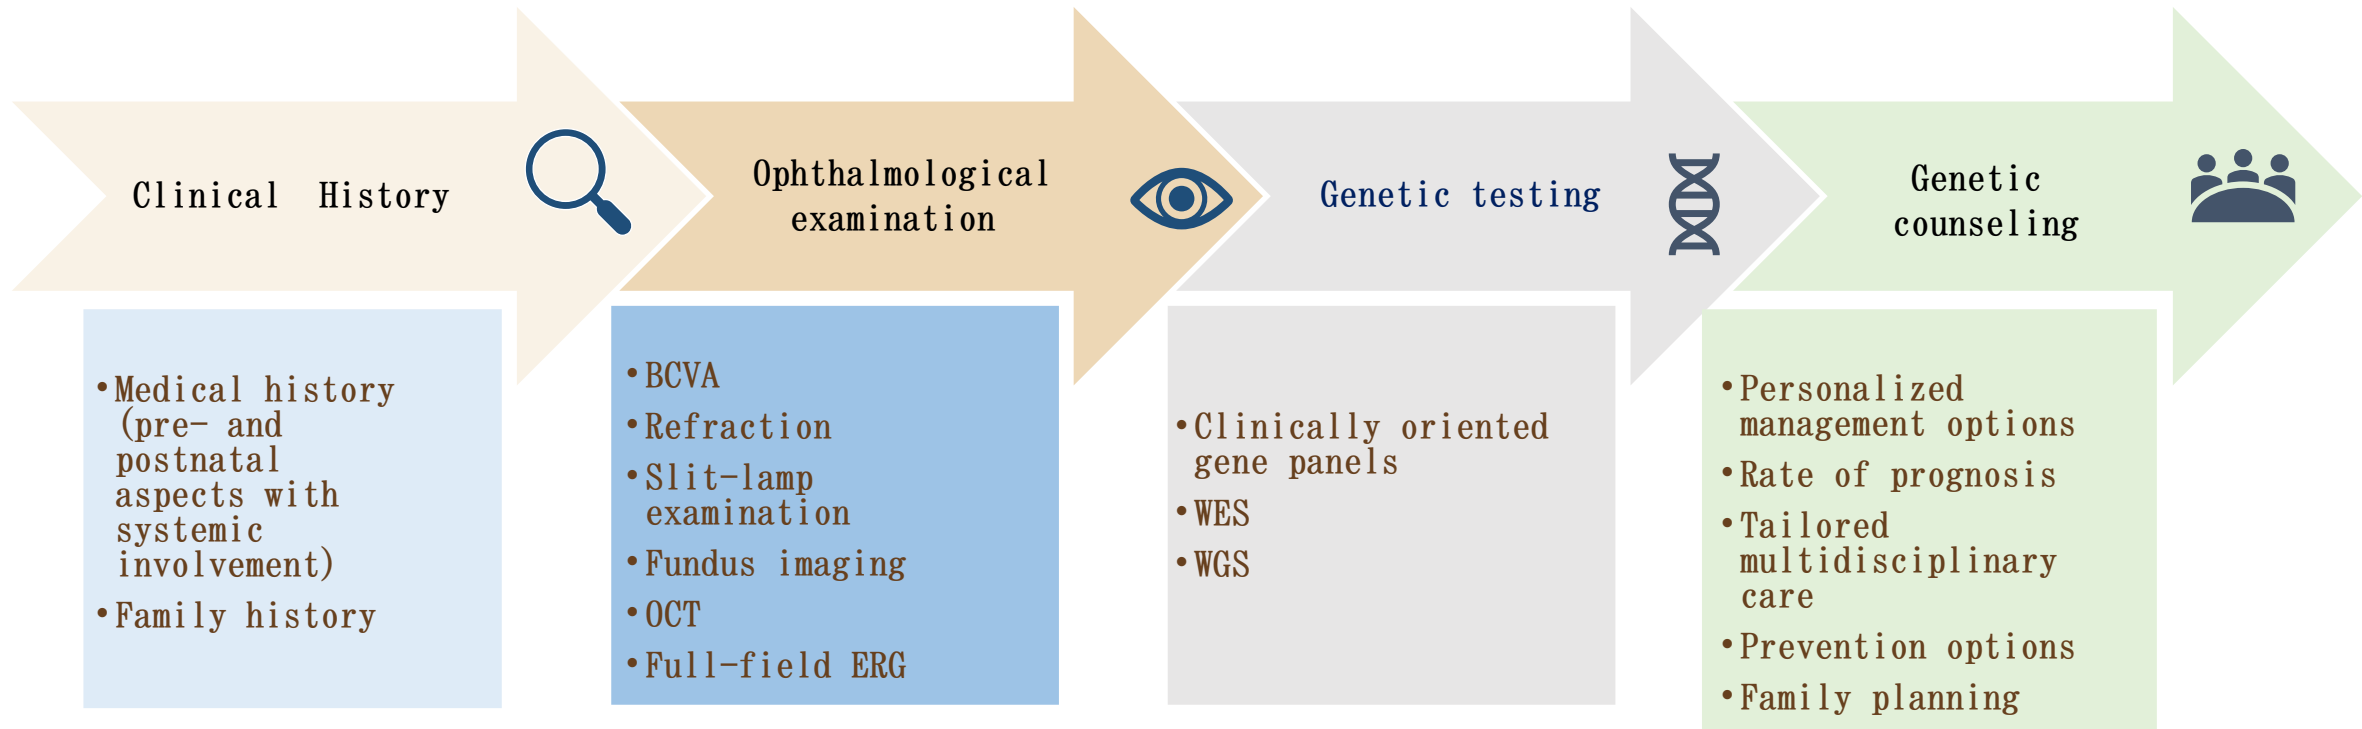 Clinical History
Ophthalmological
examination
Genetic testing
Genetic
counseling
•Medical history
(pre- and
postnatal
aspects with
systemic
involvement)
•Family history
•BCVA
•Refraction
•Slit-lamp
examination
•Fundus imaging
•OCT
•Full-field ERG
•Clinically oriented
gene panels
•WES
•WGS
•Personalized
management options
•Rate of prognosis
•Tailored
multidisciplinary
care
•Prevention options
•Family planning